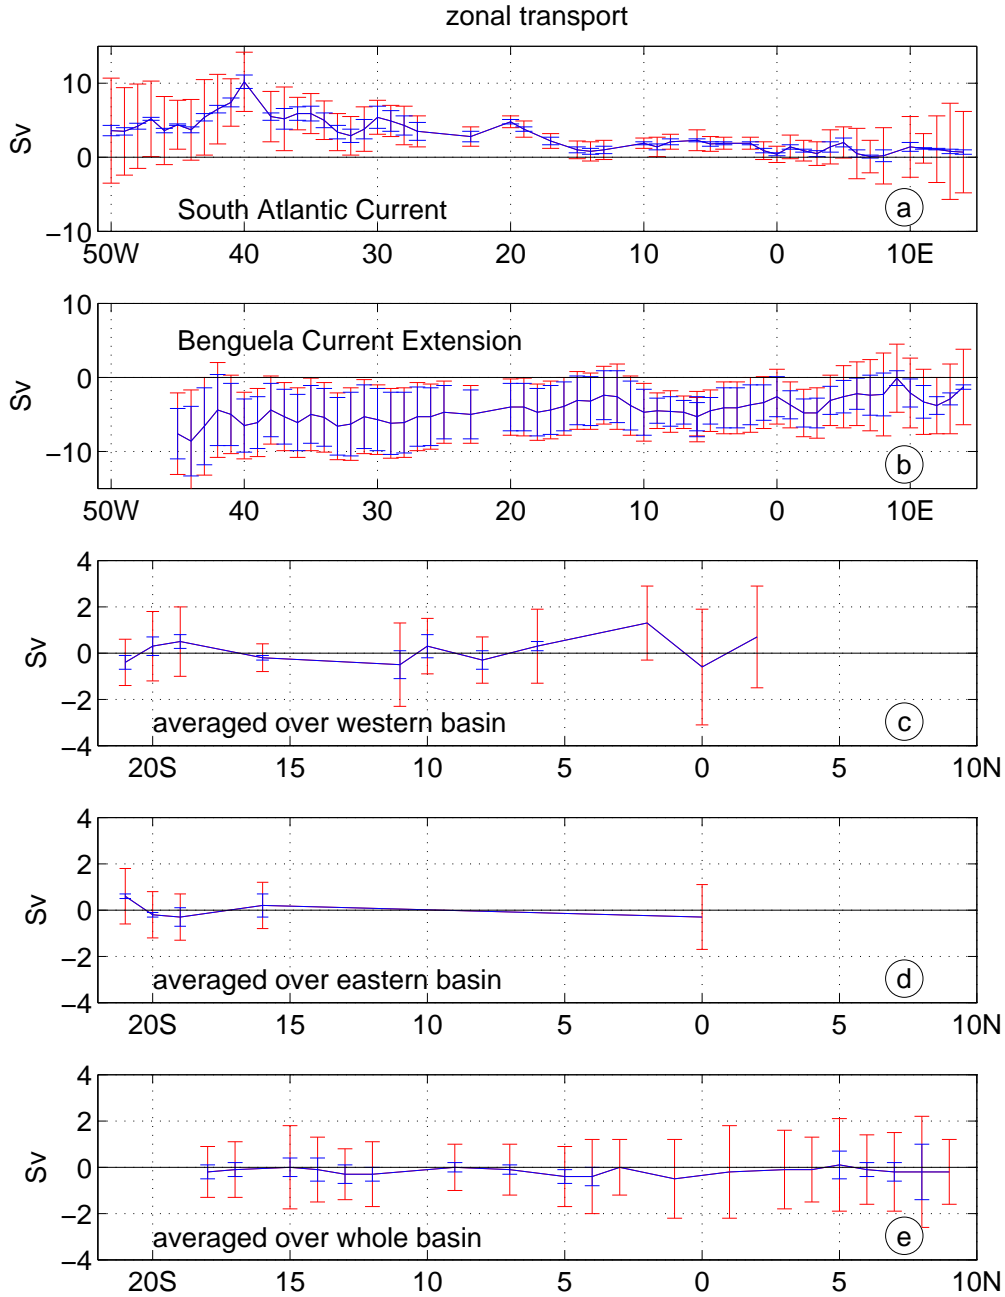 zonal transport
10
0
−10
Sv
South Atlantic Current
a
50W 40 30 20 10 0 10E
10
0
−10
Sv
Benguela Current Extension
b
50W 40 30 20 10 0 10E
4
2
0
−2
−4
Sv
averaged over western basin
c
20S 15 10 5 0 5 10N
4
2
0
−2
−4
Sv
averaged over eastern basin
d
20S 15 10 5 0 5 10N
4
2
0
−2
−4
Sv
averaged over whole basin
e
20S 15 10 5 0 5 10N